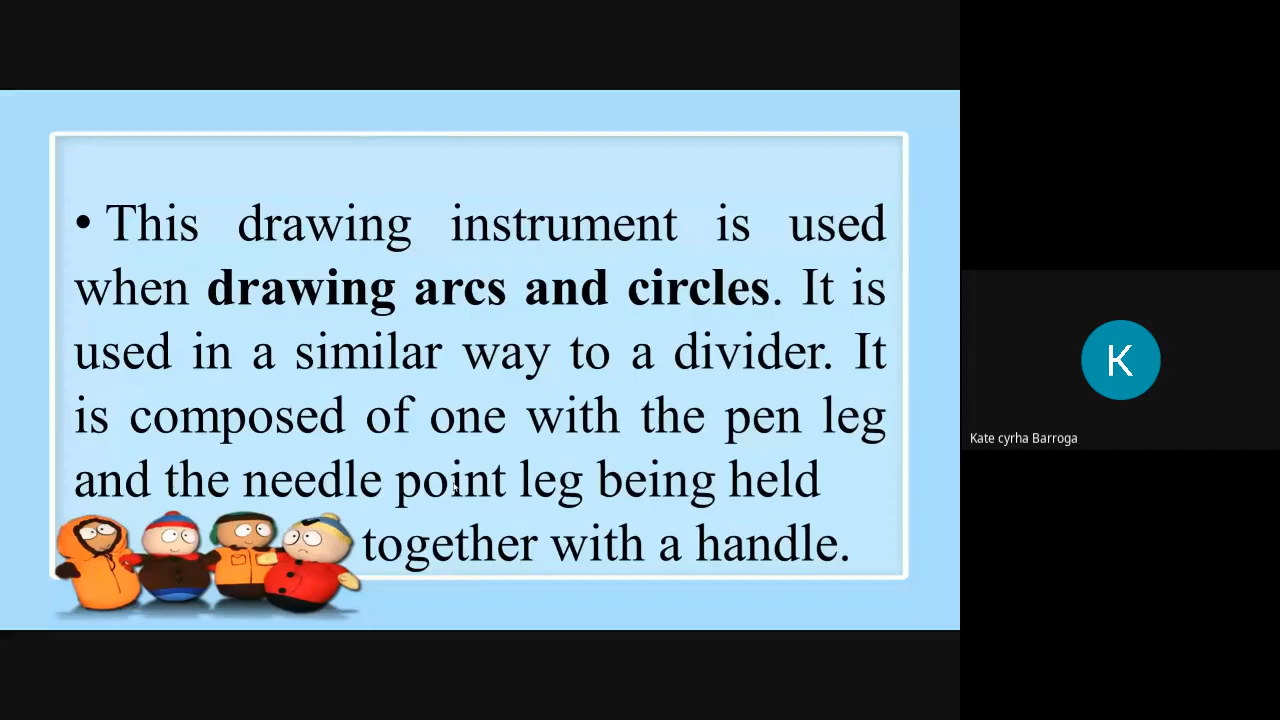 • This drawing instrument is used
when drawing arcs and circles. It is
used in a similar way to a divider. It
is composed of one with the pen leg
and the needle point leg being held
together with a handle.
K
Kate cyrha Barroga